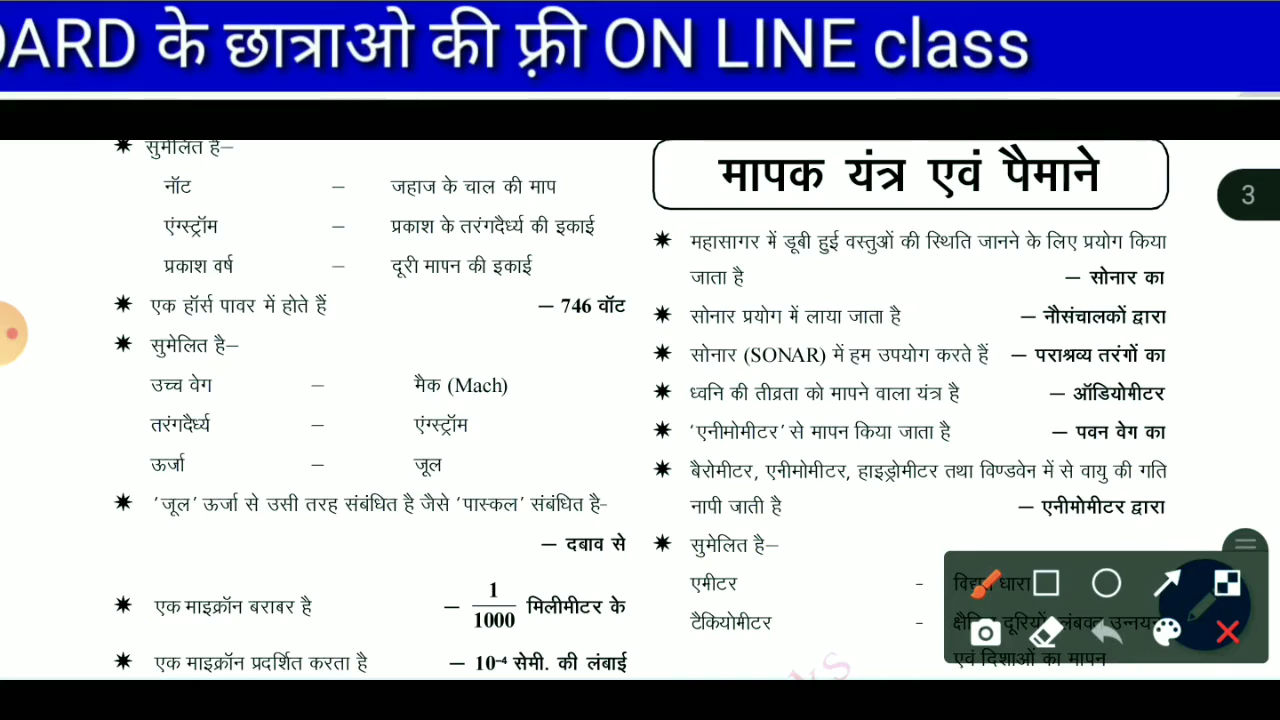 OARD के छात्राओ की फ़्री ON LINE class
सुमेलित है–
नॉट – जहाज के चाल की माप
एंग्स्ट्रॉम – प्रकाश के तरंगदैर्ध्य की इकाई
प्रकाश वर्ष – दूरी मापन की इकाई
✷ एक हॉर्स पावर में होते हैं – 746 वॉट
✷ सुमेलित है–
उच्च वेग – मैक (Mach)
तरंगदैर्ध्य – एंग्स्ट्रॉम
ऊर्जा – जूल
✷ 'जूल' ऊर्जा से उसी तरह संबंधित है जैसे 'पास्कल' संबंधित है-
– दबाव से
✷ एक माइक्रॉन बराबर है – 1/1000 मिलीमीटर के
✷ एक माइक्रॉन प्रदर्शित करता है – 10⁻⁴ सेमी. की लंबाई
मापक यंत्र एवं पैमाने
3
✷ महासागर में डूबी हुई वस्तुओं की स्थिति जानने के लिए प्रयोग किया
जाता है – सोनार का
✷ सोनार प्रयोग में लाया जाता है – नौसंचालकों द्वारा
✷ सोनार (SONAR) में हम उपयोग करते हैं – पराश्रव्य तरंगों का
✷ ध्वनि की तीव्रता को मापने वाला यंत्र है – ऑडियोमीटर
✷ 'एनीमोमीटर' से मापन किया जाता है – पवन वेग का
✷ बैरोमीटर, एनीमोमीटर, हाइड्रोमीटर तथा विण्डवेन में से वायु की गति
नापी जाती है – एनीमोमीटर द्वारा
✷ सुमेलित है–
एमीटर - धारा
टैकियोमीटर - दूरियों
एवं दिशाओं का मापन